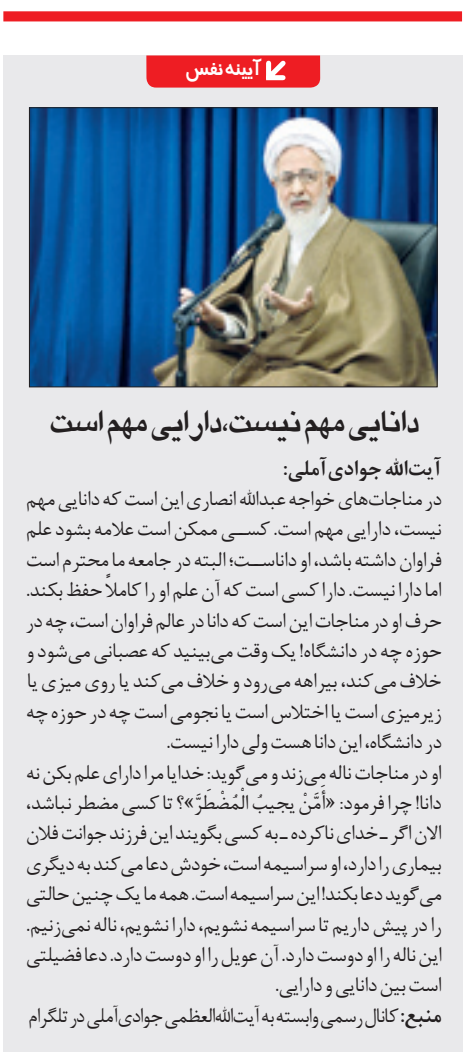 آیینه نفس
دانایی مهم نیست،دارایی مهم است
آیت‌الله جوادی‌آملی:
در مناجات‌های خواجه عبدالله انصاری این است که دانایی مهم
نیست، دارایی مهم است. کسـی ممکن است علامه بشود علم
فراوان داشته باشد، او داناسـت؛ البته در جامعه ما محترم است
اما دارا نیست. دارا کسی است که آن علم او را کاملاً حفظ بکند.
حرف او در مناجات این است که دانا در عالم فراوان است، چه در
حوزه چه در دانشگاه! یک وقت می‌بینید که عصبانی می‌شود و
خلاف می‌کند، بیراهه می‌رود و خلاف می‌کند یا روی میزی یا
زیرمیزی است یا اختلاس است یا نجومی است چه در حوزه چه
در دانشگاه، این دانا هست ولی دارا نیست.
او در مناجات ناله می‌زند و می‌گوید: خدایا مرا دارای علم بکن نه
دانا! چرا فرمود: «أَمَّنْ يجيبُ الْمُضْطَرَّ»؟ تا کسی مضطر نباشد،
الان اگر ـ خدای ناکرده ـ به کسی بگویند این فرزند جوانت فلان
بیماری را دارد، او سراسیمه است، خودش دعا می‌کند به دیگری
می‌گوید دعا بکند! این سراسیمه است. همه ما یک چنین حالتی
را در پیش داریم تا سراسیمه نشویم، دارا نشویم، ناله نمی‌زنیم.
این ناله را او دوست دارد. آن عویل را او دوست دارد. دعا فضیلتی
است بین دانایی و دارایی.
منبع: کانال رسمی وابسته به آیت‌الله‌العظمی جوادی‌آملی در تلگرام